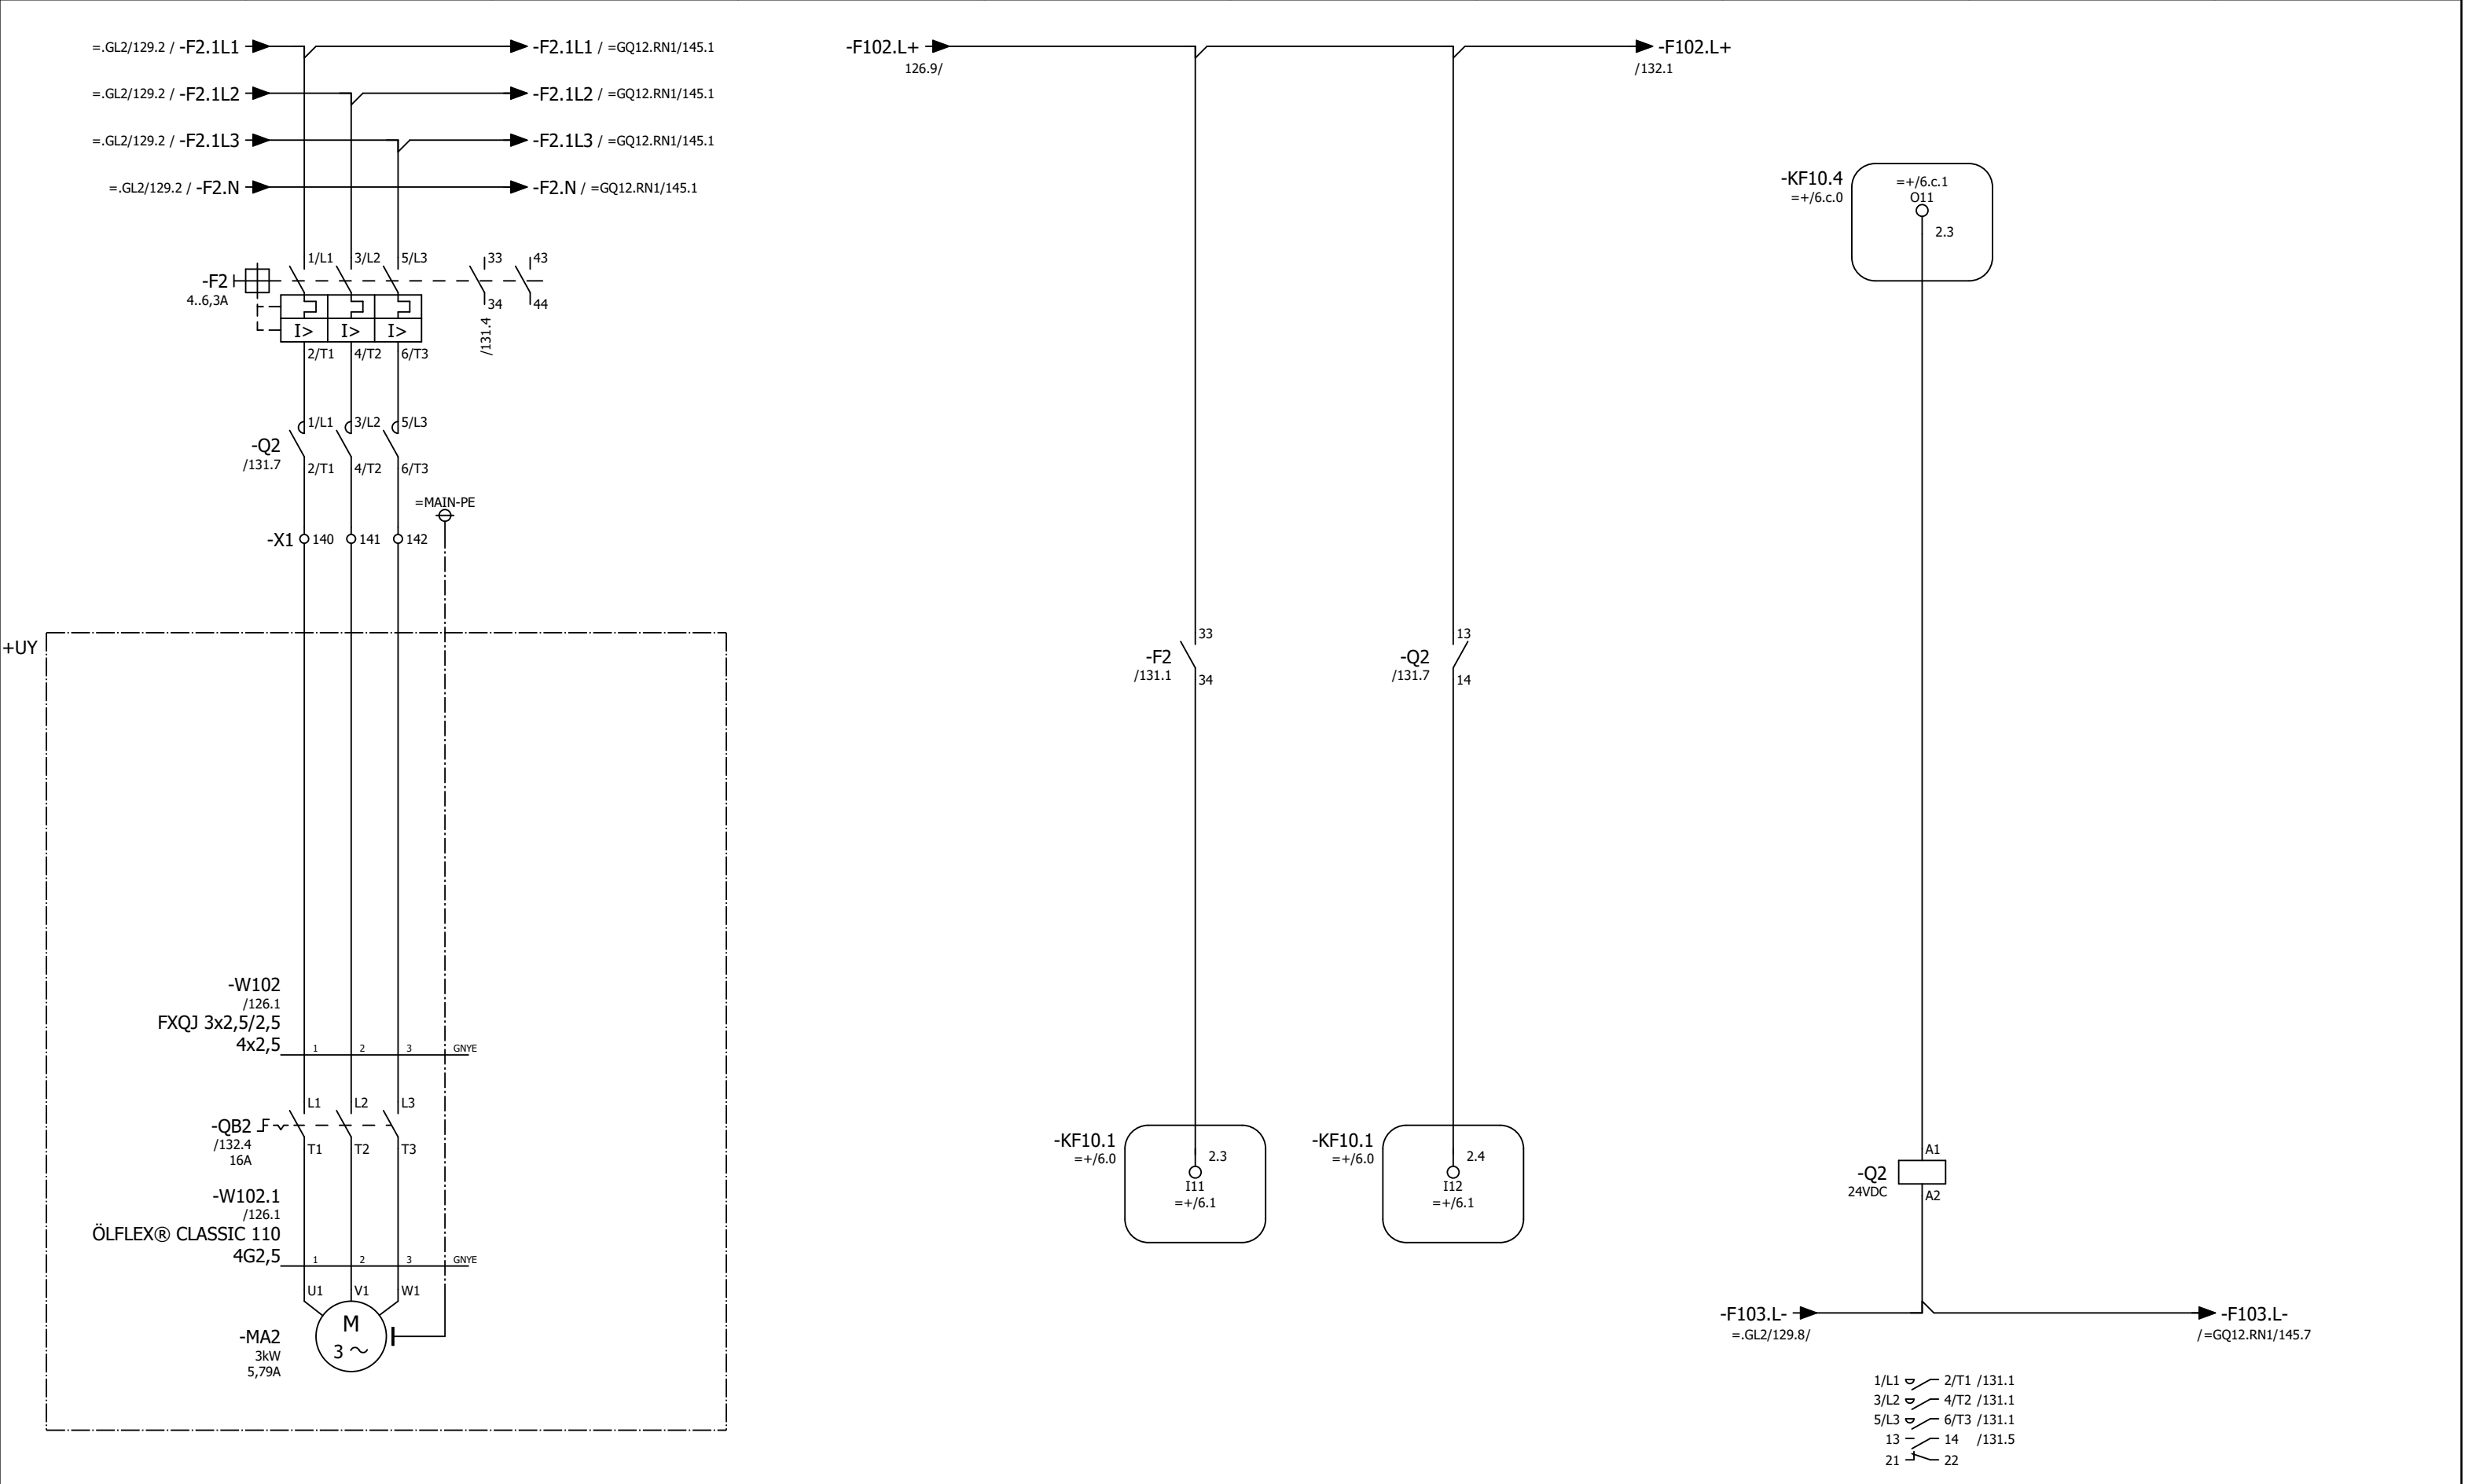 =.GL2/129.2 / -F2.1L1
-F2.1L1 / =GQ12.RN1/145.1
=.GL2/129.2 / -F2.1L2
-F2.1L2 / =GQ12.RN1/145.1
=.GL2/129.2 / -F2.1L3
-F2.1L3 / =GQ12.RN1/145.1
=.GL2/129.2 / -F2.N
-F2.N / =GQ12.RN1/145.1
-F2
4..6,3A
1/L1 3/L2 5/L3
33 43
34 44
/131.4
I> I> I>
2/T1 4/T2 6/T3
-Q2
/131.7
1/L1 3/L2 5/L3
2/T1 4/T2 6/T3
=MAIN-PE
-X1 140 141 142
+UY
-W102
/126.1
FXQJ 3x2,5/2,5
4x2,5
1 2 3 GNYE
-QB2
/132.4
16A
L1 L2 L3
T1 T2 T3
-W102.1
/126.1
ÖLFLEX® CLASSIC 110
4G2,5
1 2 3 GNYE
U1 V1 W1
-MA2
3kW
5,79A
M
3
-F102.L+
126.9/
-F102.L+
/132.1
-F2
/131.1
33
34
-Q2
/131.7
13
14
-KF10.1
=+/6.0
2.3
I11
=+/6.1
-KF10.1
=+/6.0
2.4
I12
=+/6.1
-KF10.4
=+/6.c.0
=+/6.c.1
O11
2.3
-Q2
24VDC
A1
A2
-F103.L-
=.GL2/129.8/
-F103.L-
/=GQ12.RN1/145.7
1/L1 2/T1 /131.1
3/L2 4/T2 /131.1
5/L3 6/T3 /131.1
13 14 /131.5
21 22